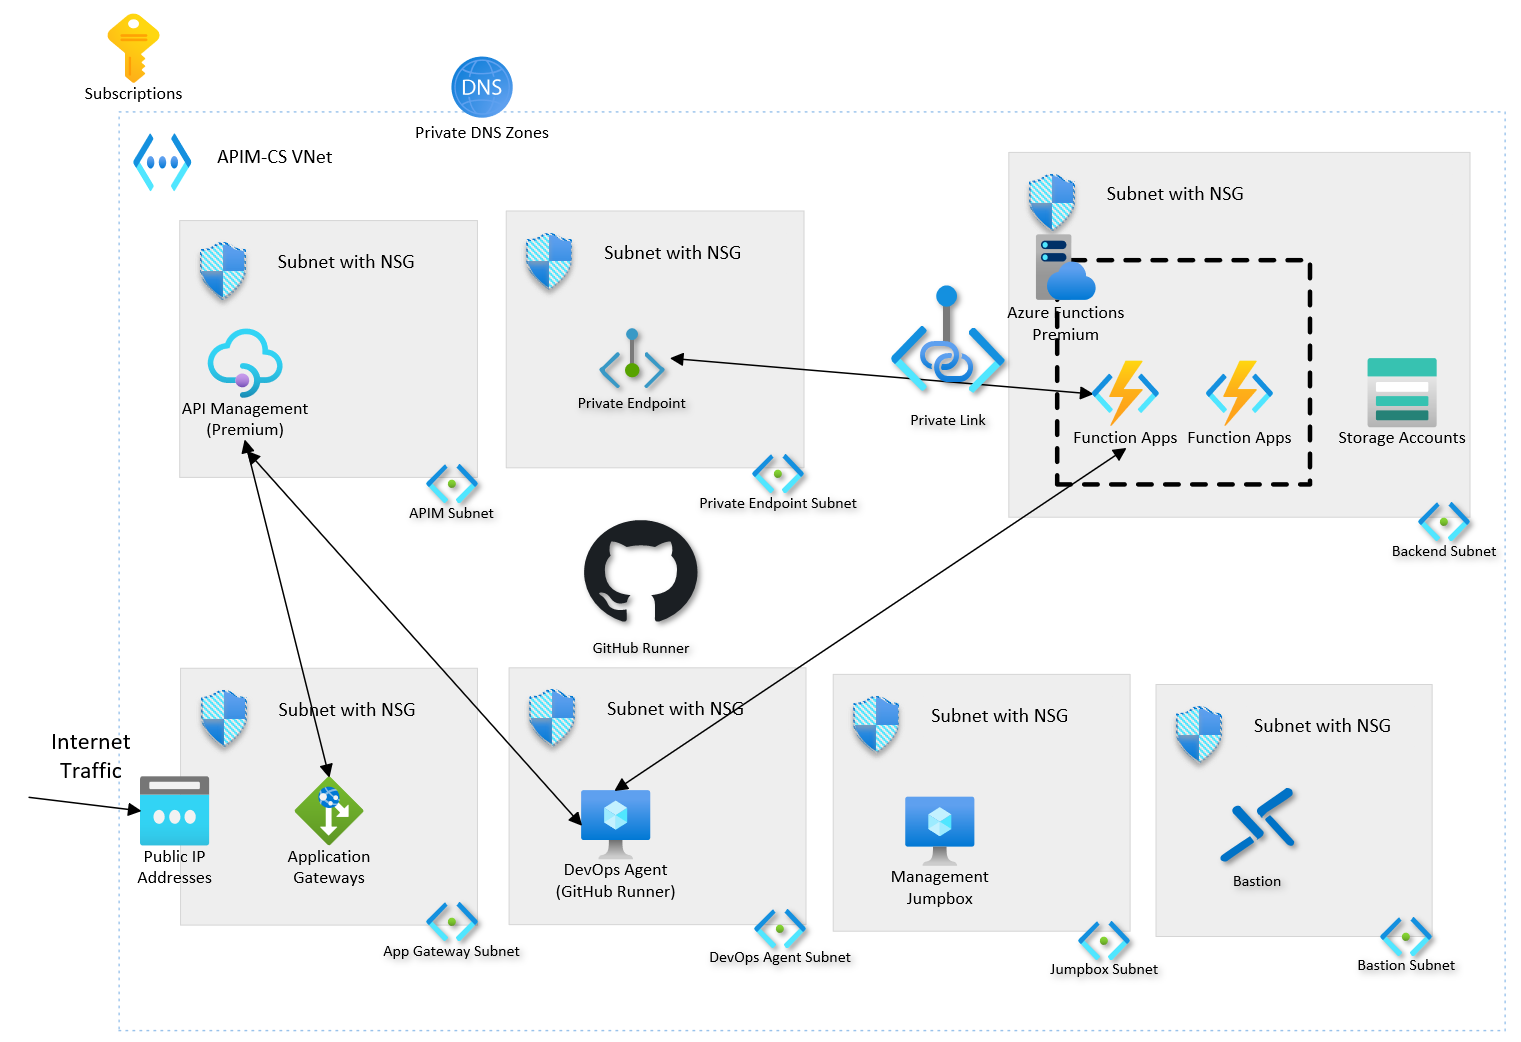 Subscriptions
DNS
Private DNS Zones
APIM-CS VNet
Subnet with NSG
API Management
(Premium)
APIM Subnet
Subnet with NSG
Private Endpoint
Private Endpoint Subnet
Private Link
Subnet with NSG
Azure Functions
Premium
Function Apps
Function Apps
Storage Accounts
Backend Subnet
GitHub Runner
Internet
Traffic
Public IP
Addresses
Subnet with NSG
Application
Gateways
App Gateway Subnet
Subnet with NSG
DevOps Agent
(GitHub Runner)
DevOps Agent Subnet
Subnet with NSG
Management
Jumpbox
Jumpbox Subnet
Subnet with NSG
Bastion
Bastion Subnet